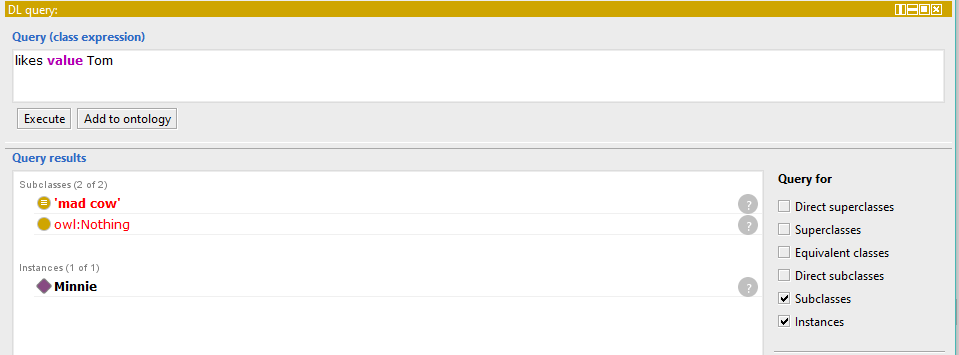 DL query:
Query (class expression)
likes value Tom
Execute Add to ontology
Query results
Subclasses (2 of 2)
'mad cow'
?
owl:Nothing
?
Instances (1 of 1)
Minnie
?
Query for
Direct superclasses
Superclasses
Equivalent classes
Direct subclasses
Subclasses
Instances